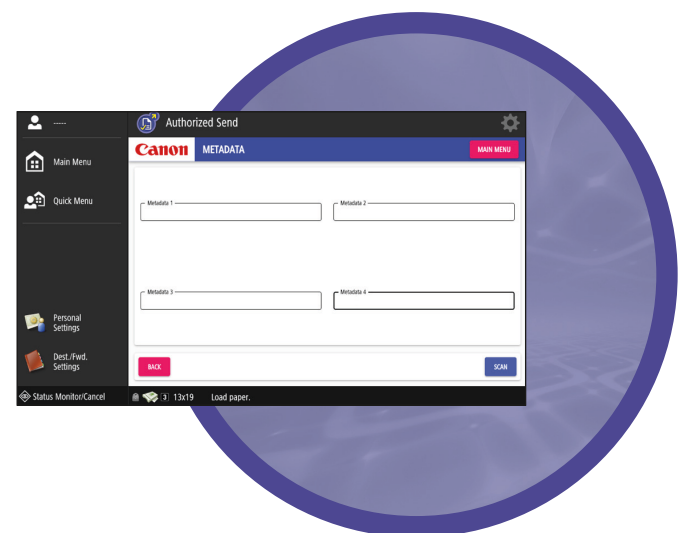 -----
Authorized Send
Canon METADATA MAIN MENU
Main Menu
Quick Menu
Metadata 1 Metadata 2
Metadata 3 Metadata 4
Personal
Settings
Dest./Fwd.
Settings
BACK SCAN
Status Monitor/Cancel 3 13x19 Load paper.